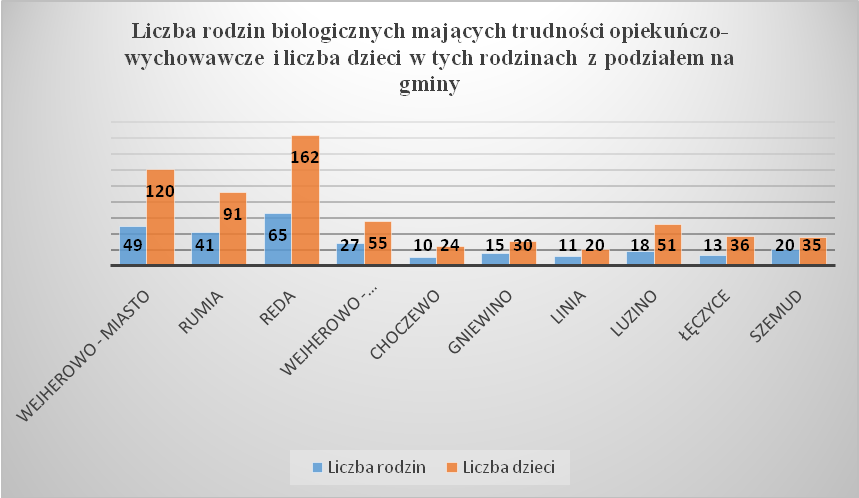 Liczba rodzin biologicznych mających trudności opiekuńczo-
wychowawcze i liczba dzieci w tych rodzinach z podziałem na
gminy
49 120 41 91 65 162 27 55 10 24 15 30 11 20 18 51 13 36 20 35
WEJHEROWO - MIASTO
RUMIA
REDA
WEJHEROWO -...
CHOCZEWO
GNIEWINO
LINIA
LUZINO
ŁĘCZYCE
SZEMUD
Liczba rodzin Liczba dzieci